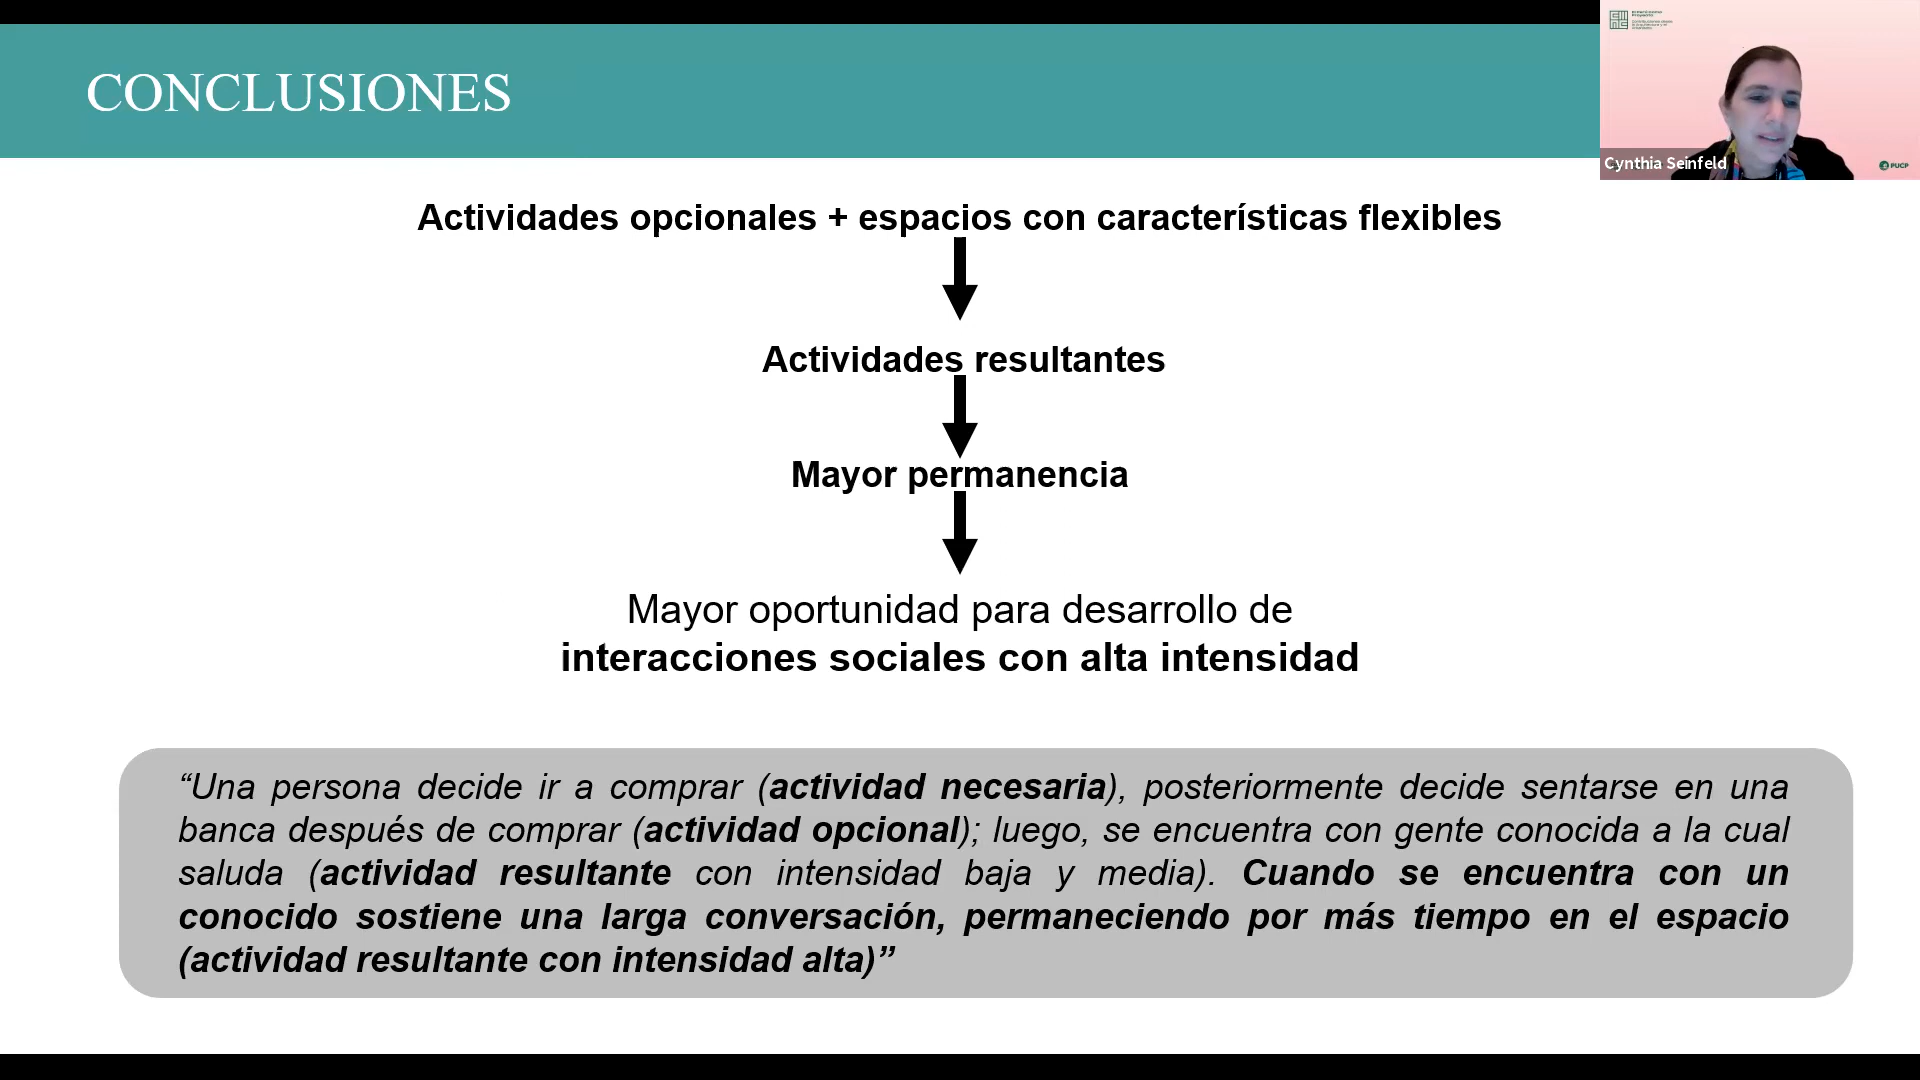 CONCLUSIONES
Cynthia Seinfeld
PUCP
Actividades opcionales + espacios con características flexibles
Actividades resultantes
Mayor permanencia
Mayor oportunidad para desarrollo de
interacciones sociales con alta intensidad
“Una persona decide ir a comprar (actividad necesaria), posteriormente decide sentarse en una
banca después de comprar (actividad opcional); luego, se encuentra con gente conocida a la cual
saluda (actividad resultante con intensidad baja y media). Cuando se encuentra con un
conocido sostiene una larga conversación, permaneciendo por más tiempo en el espacio
(actividad resultante con intensidad alta)”